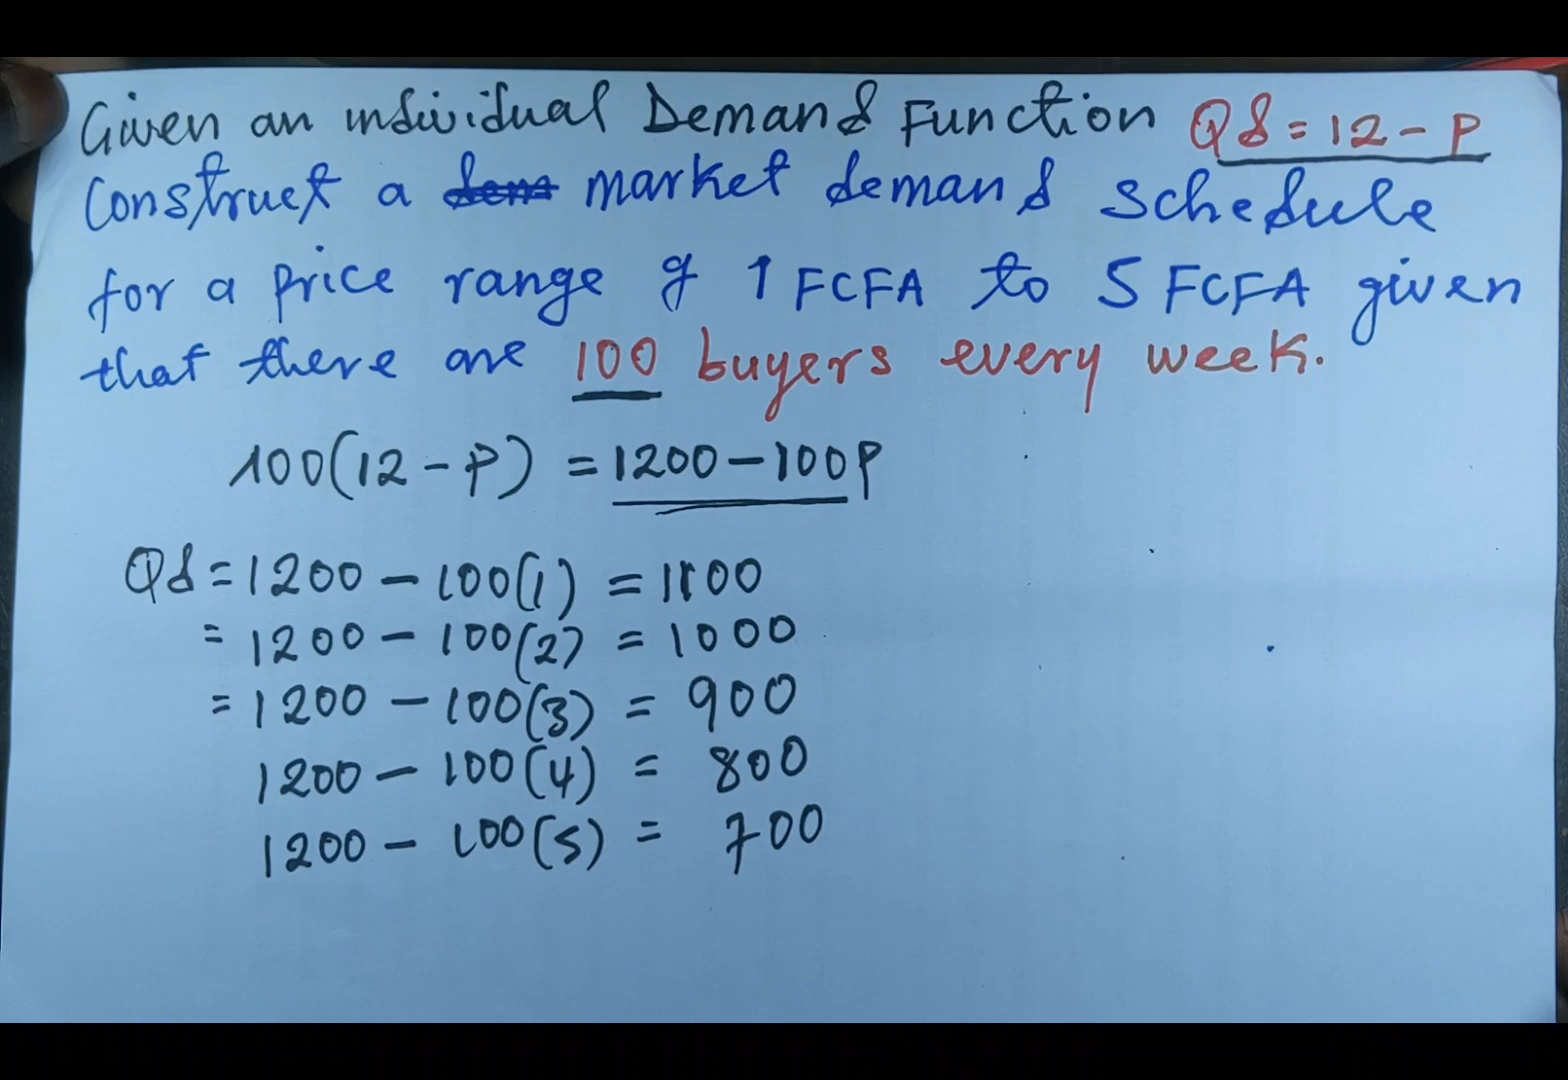 Given an individual Demand Function Qd = 12 - P
Construct a market demand schedule
for a price range of 1 FCFA to 5 FCFA given
that there are 100 buyers every week.
100(12 - P) = 1200 - 100P
Qd = 1200 - 100(1) = 1100
= 1200 - 100(2) = 1000
= 1200 - 100(3) = 900
1200 - 100(4) = 800
1200 - 100(5) = 700